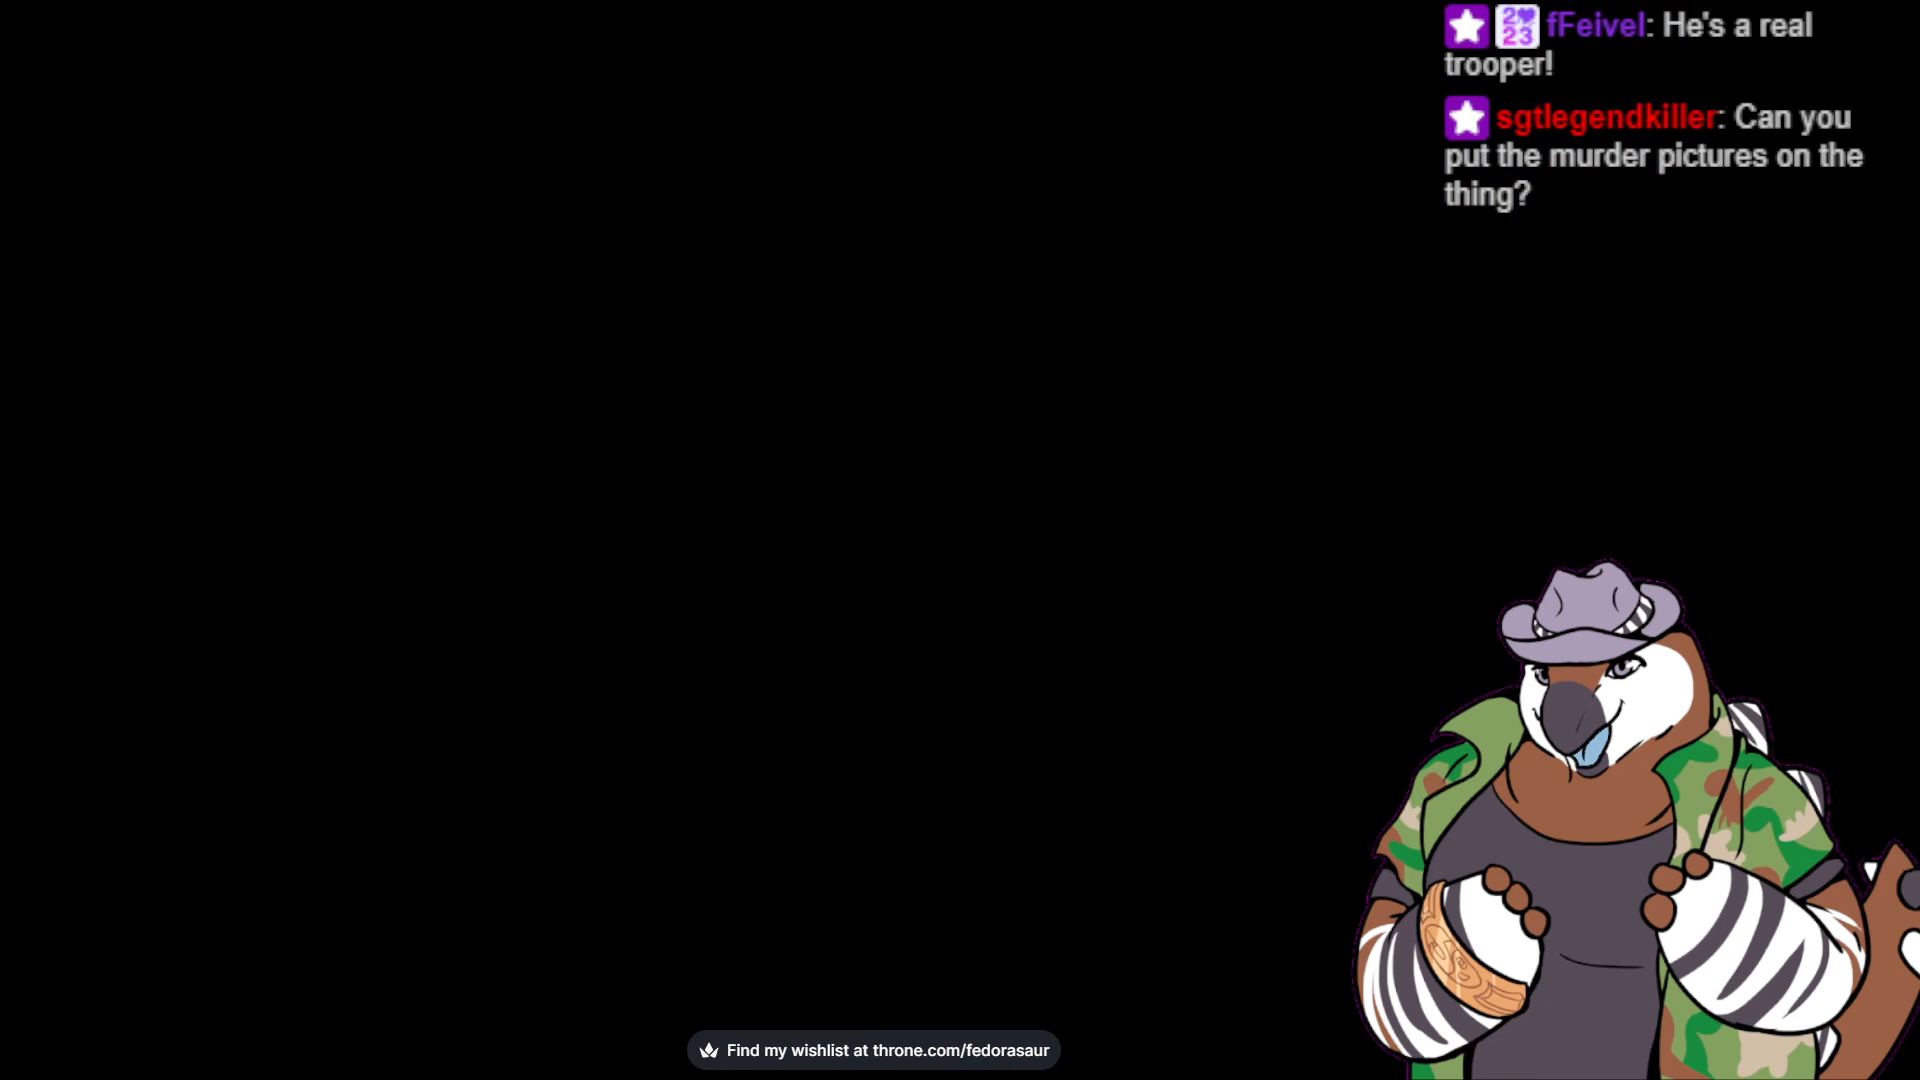 fFeivel: He's a real
trooper!
sgtlegendkiller: Can you
put the murder pictures on the
thing?
Find my wishlist at throne.com/fedorasaur